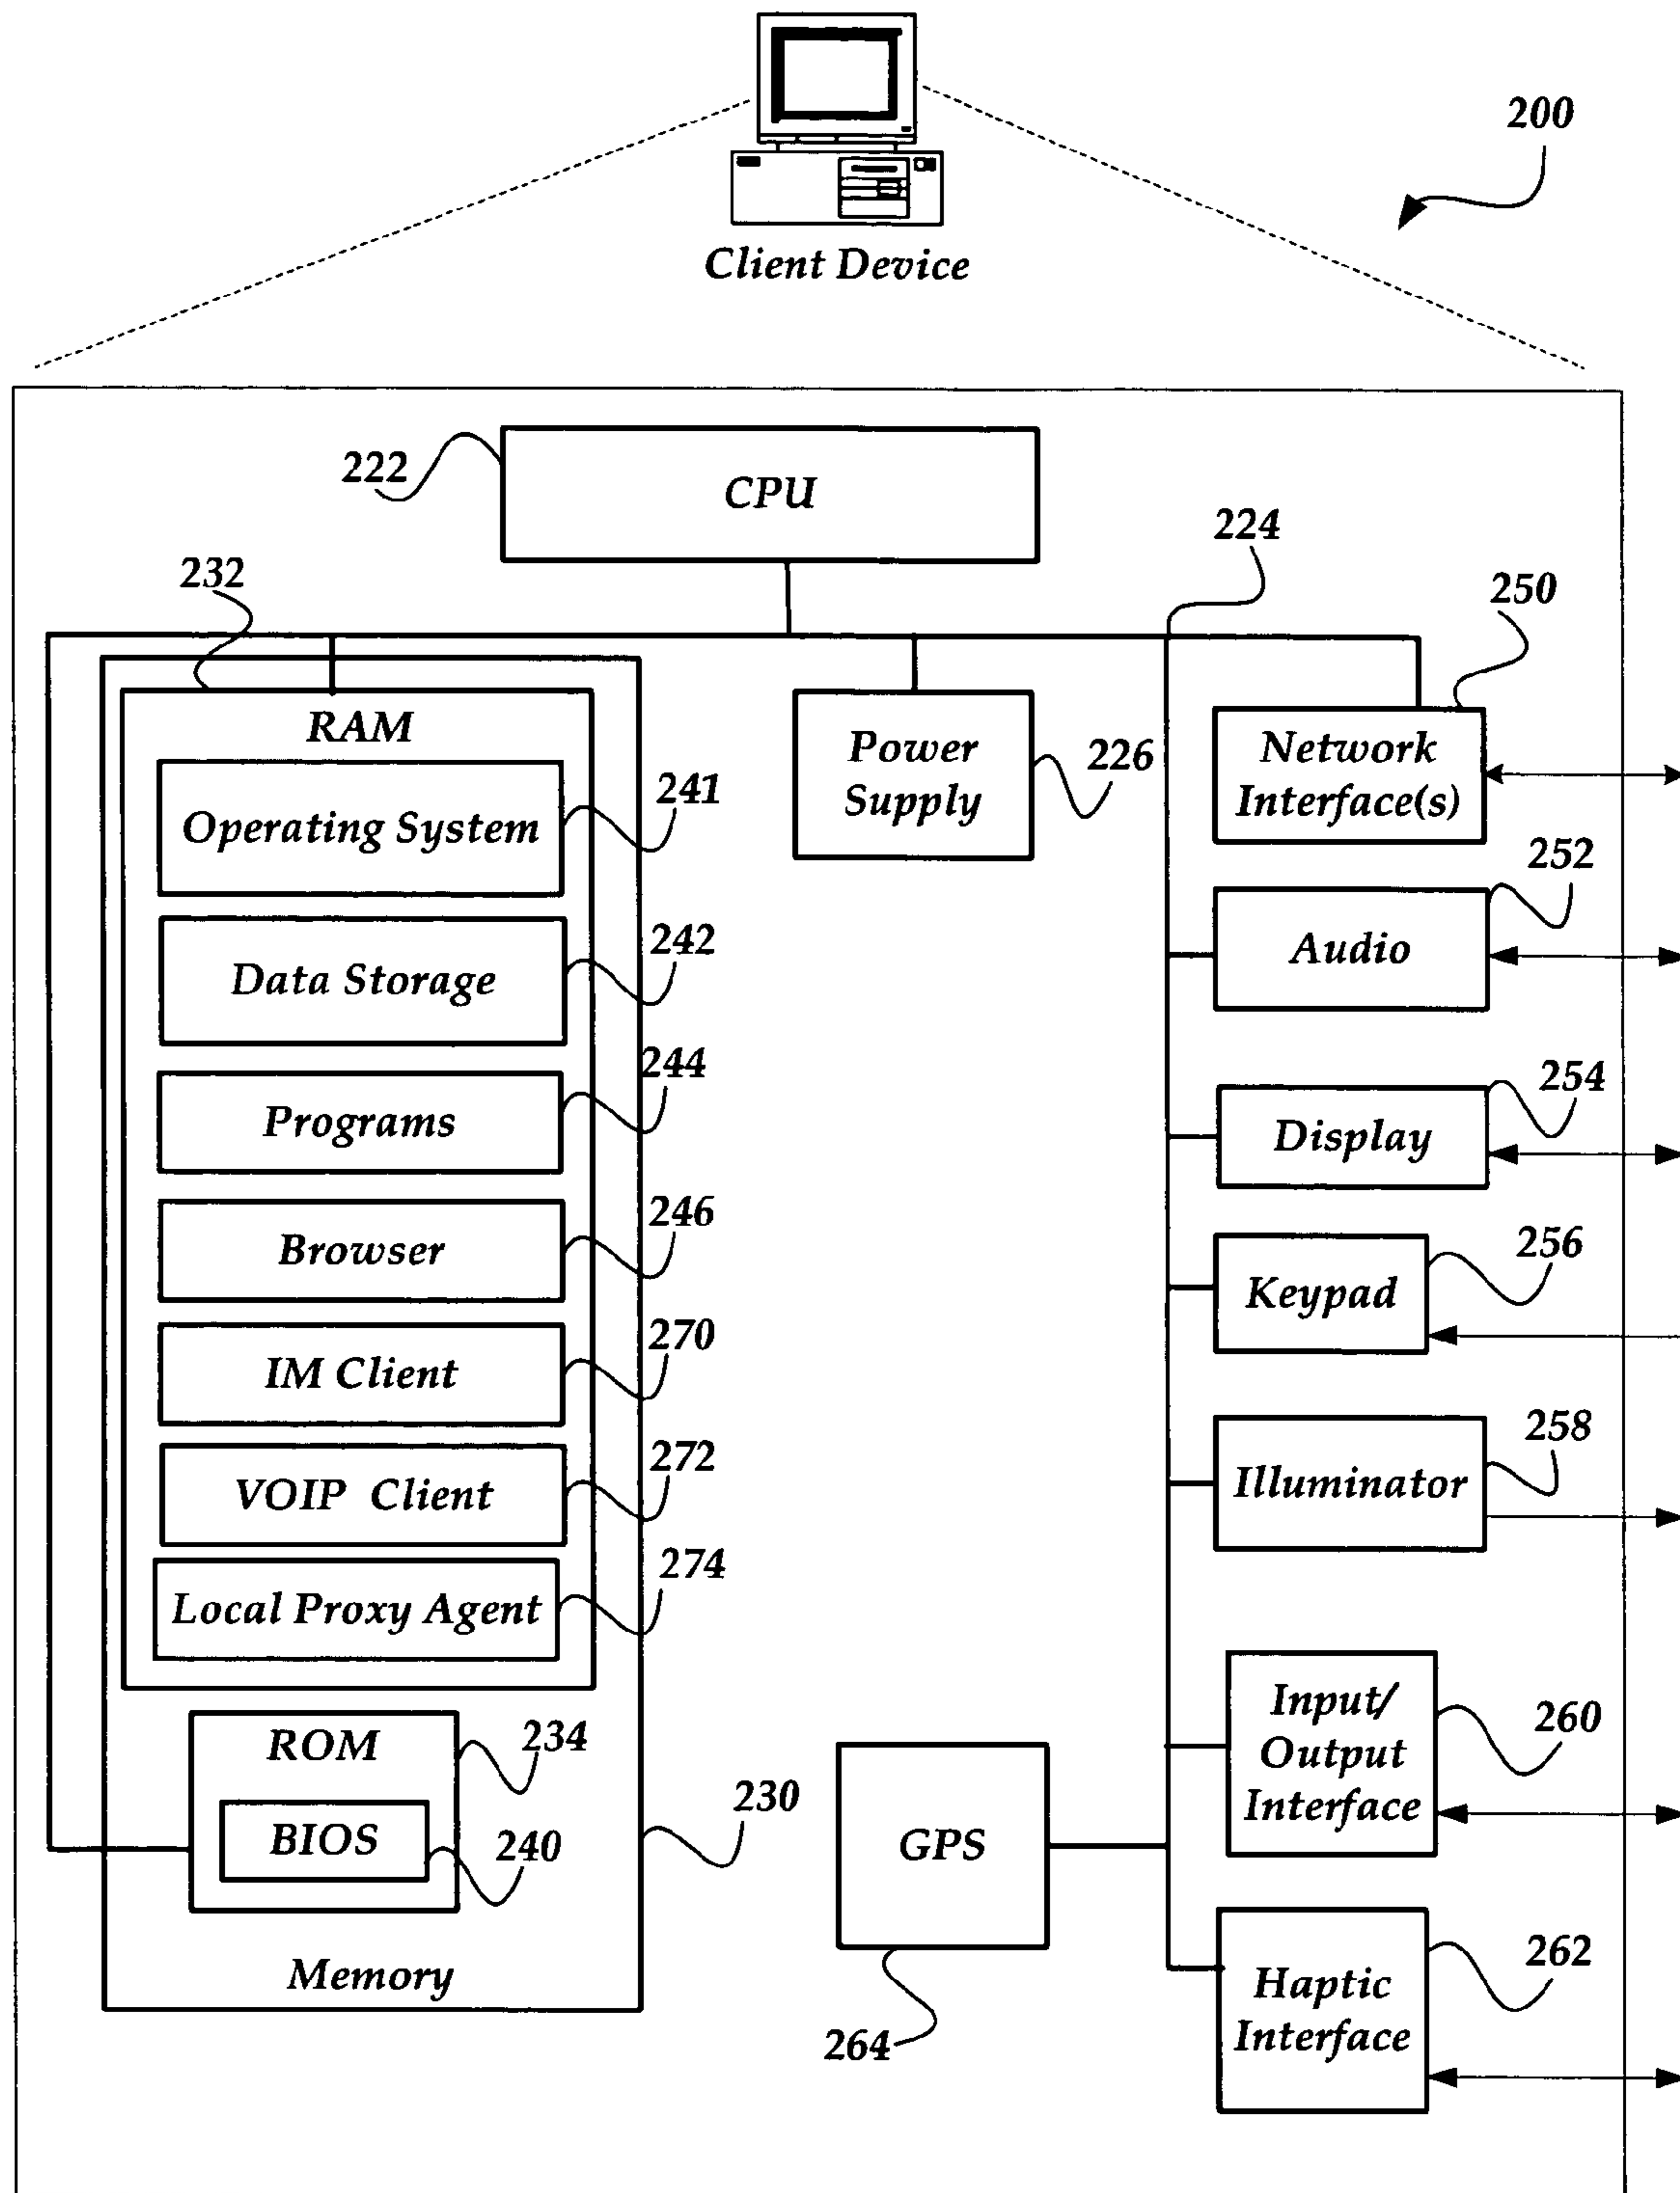 200
Client Device
222
CPU
224
232
250
RAM
Power
Supply
226
Network
Interface(s)
Operating System
241
252
Audio
Data Storage
242
244
Programs
254
Display
246
Browser
256
Keypad
270
IM Client
258
Illuminator
272
VOIP Client
274
Local Proxy Agent
Input/
Output
Interface
260
ROM
234
BIOS
240
230
GPS
264
Memory
Haptic
Interface
262